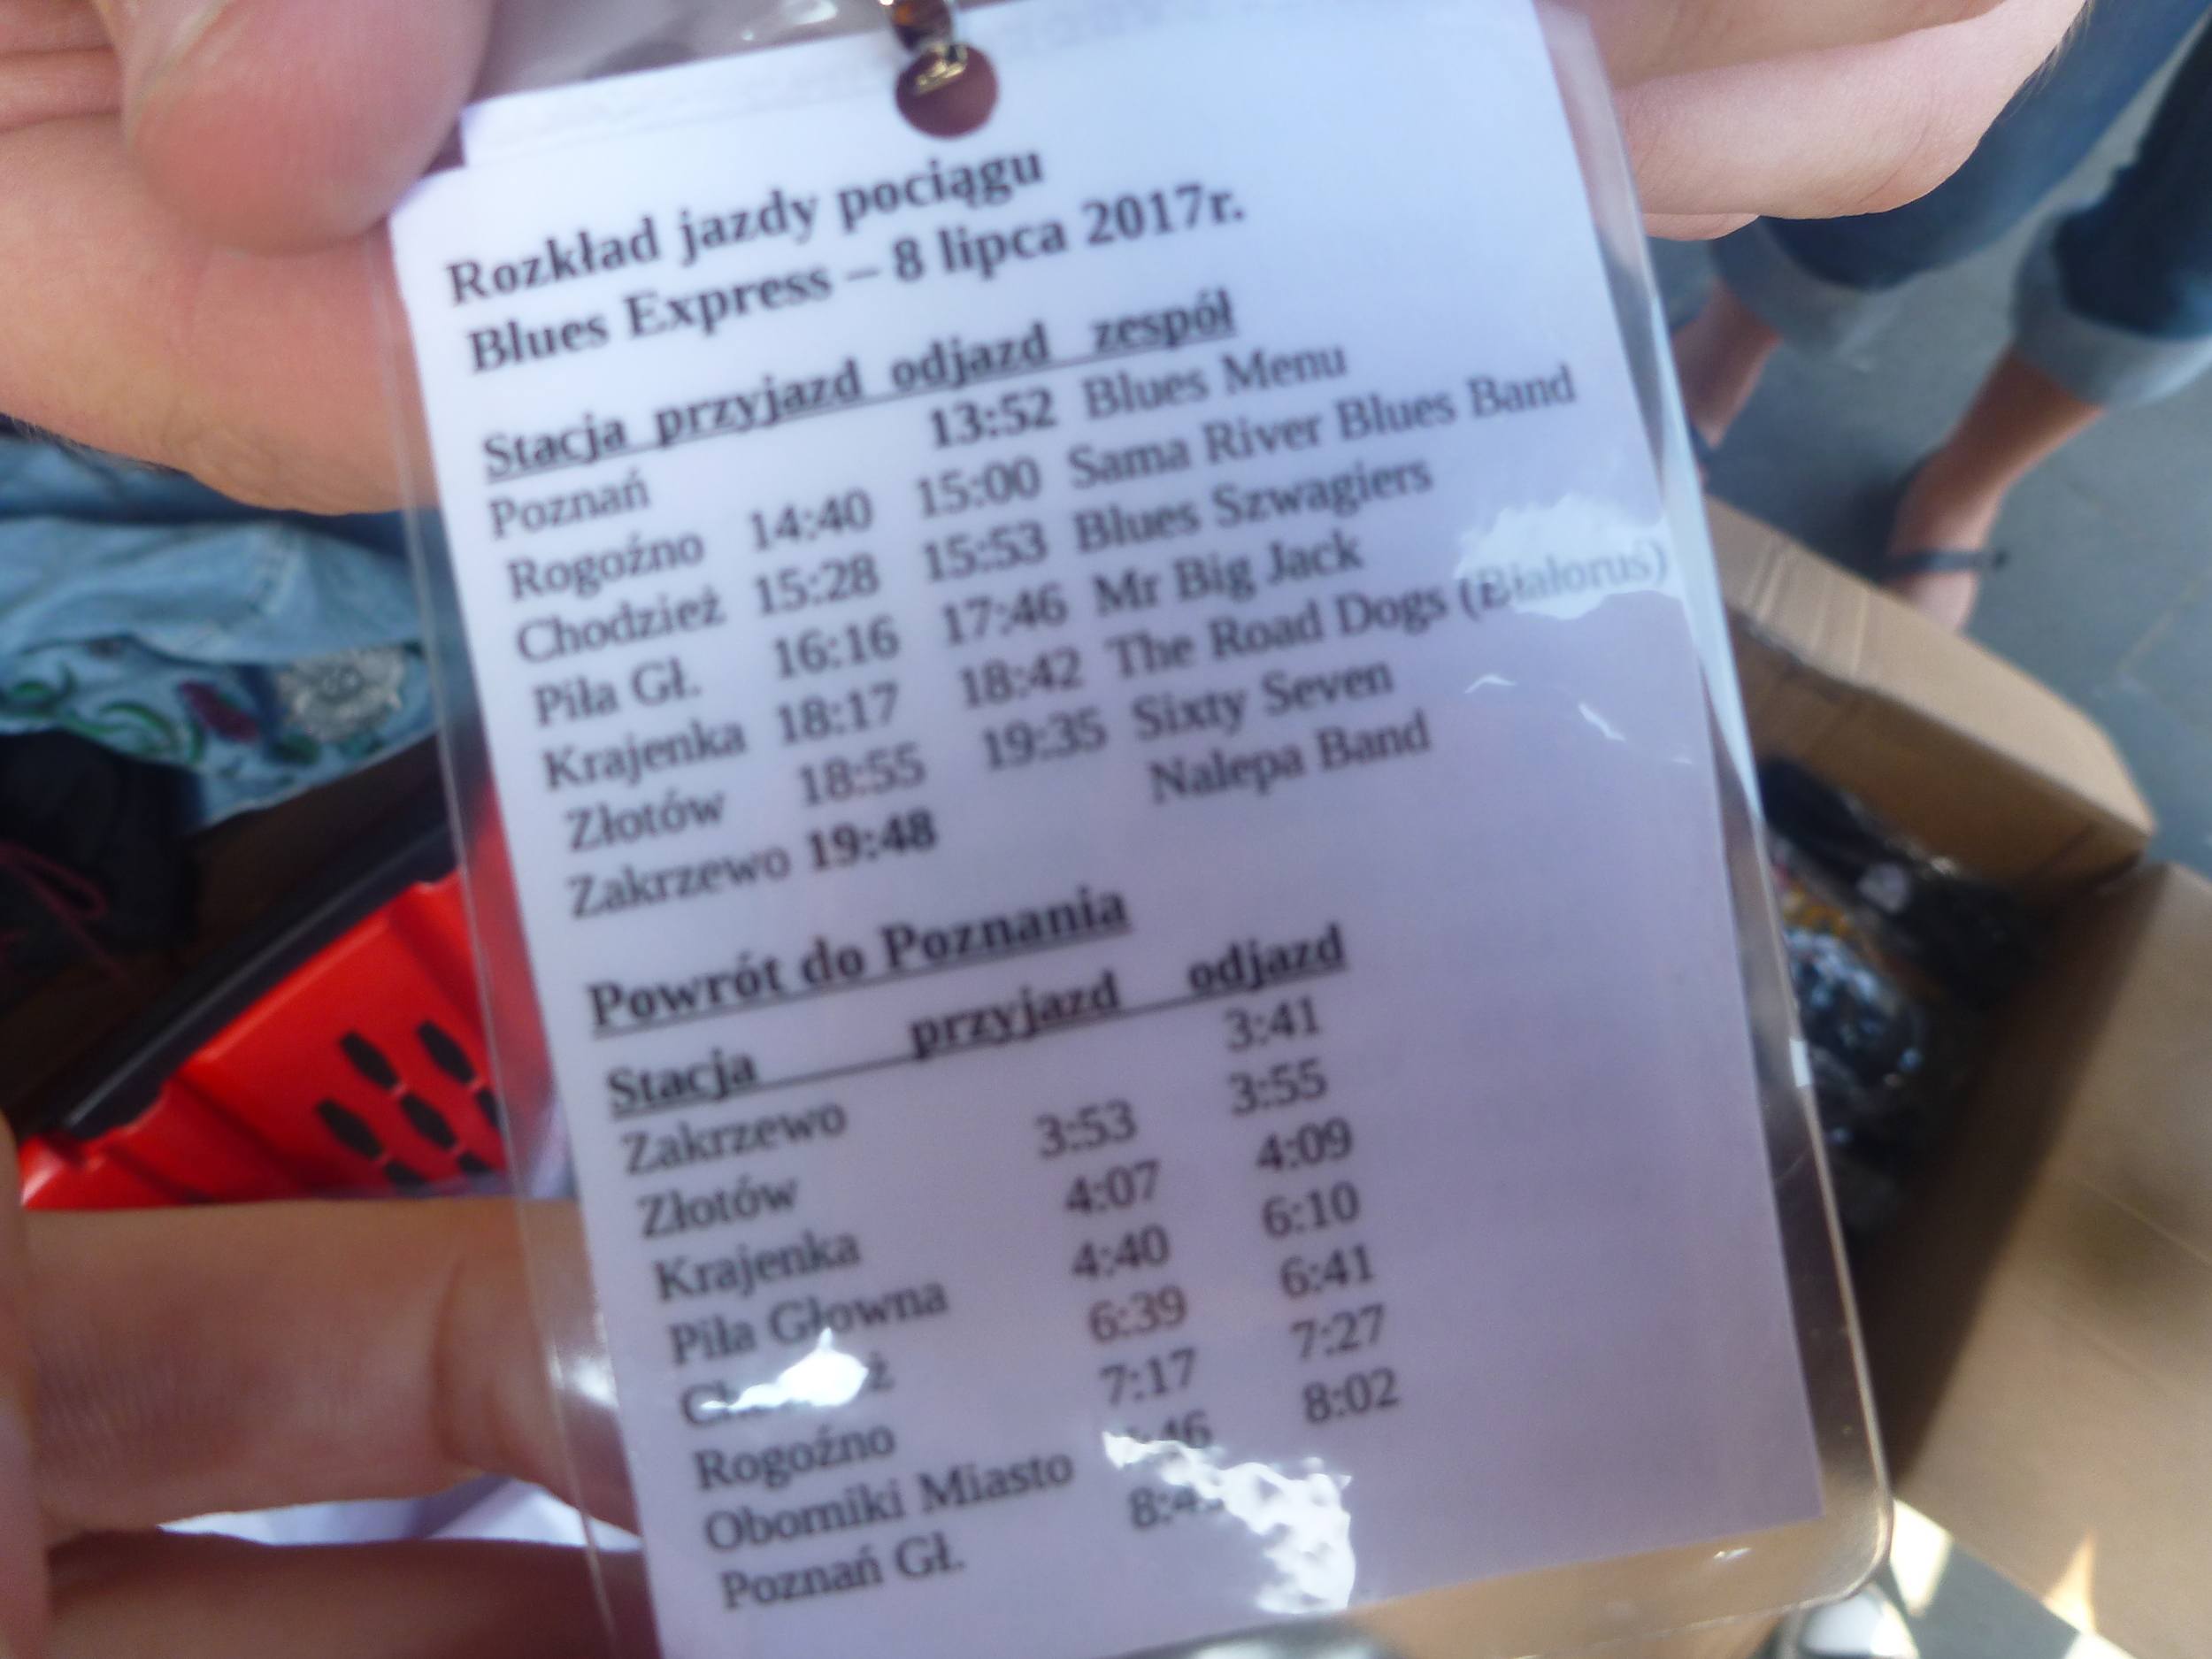 Rozkład jazdy pociągu
Blues Express – 8 lipca 2017r.
Stacja przyjazd odjazd zespół
Poznań 13:52 Blues Menu
Rogoźno 14:40 15:00 Sama River Blues Band
Chodzież 15:28 15:53 Blues Szwagiers
Piła Gł. 16:16 17:46 Mr Big Jack
Krajenka 18:17 18:42 The Road Dogs (Białoruś)
Złotów 18:55 19:35 Sixty Seven
Zakrzewo 19:48 Nalepa Band
Powrót do Poznania
Stacja przyjazd odjazd
Zakrzewo 3:41
Złotów 3:53 3:55
Krajenka 4:07 4:09
Piła Głowna 4:40 6:10
6:39 6:41
Rogoźno 7:17 7:27
Oborniki Miasto 8:02
Poznań Gł.